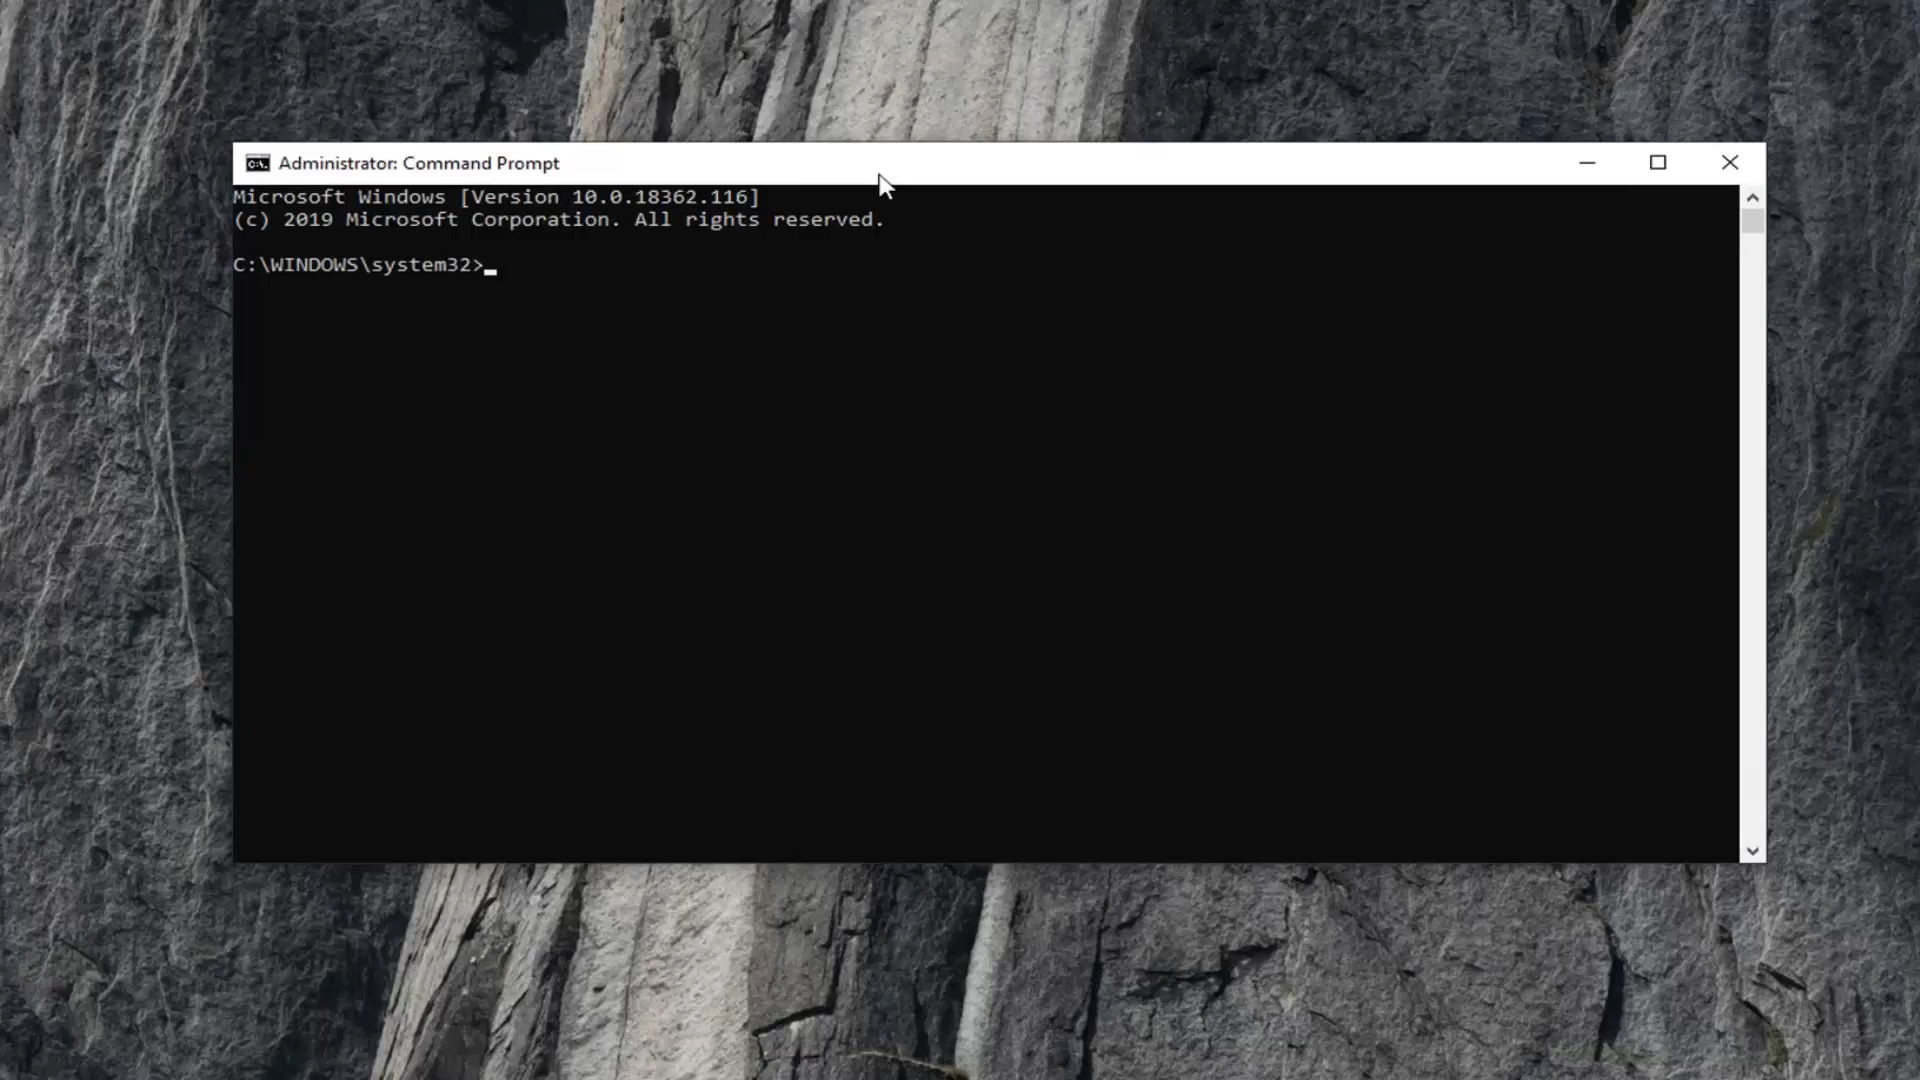 Administrator: Command Prompt
Microsoft Windows [Version 10.0.18362.116]
(c) 2019 Microsoft Corporation. All rights reserved.
C:\WINDOWS\system32>